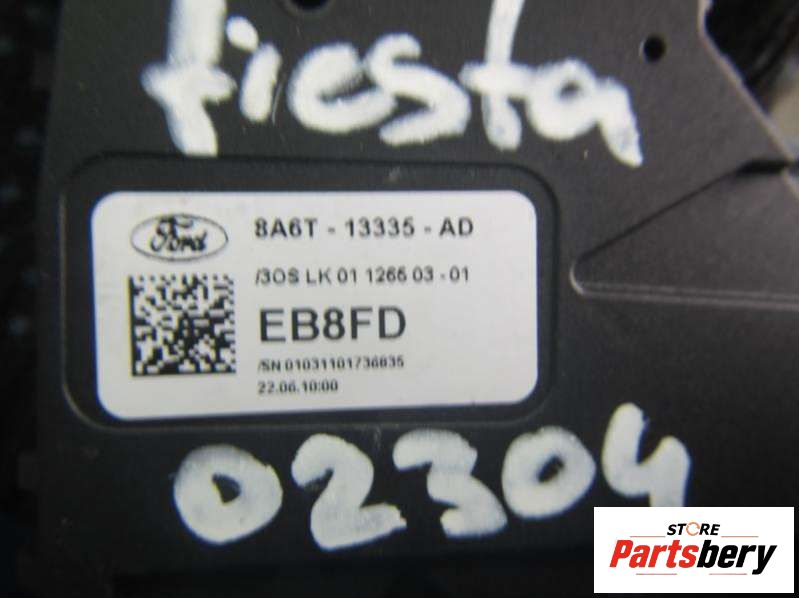 fiesta
Ford
8A6T - 13335 - AD
/3OS LK 01 1266 03 - 01
EB8FD
/SN 01031101736835
22.06.10:00
02304
STORE
Partsbery